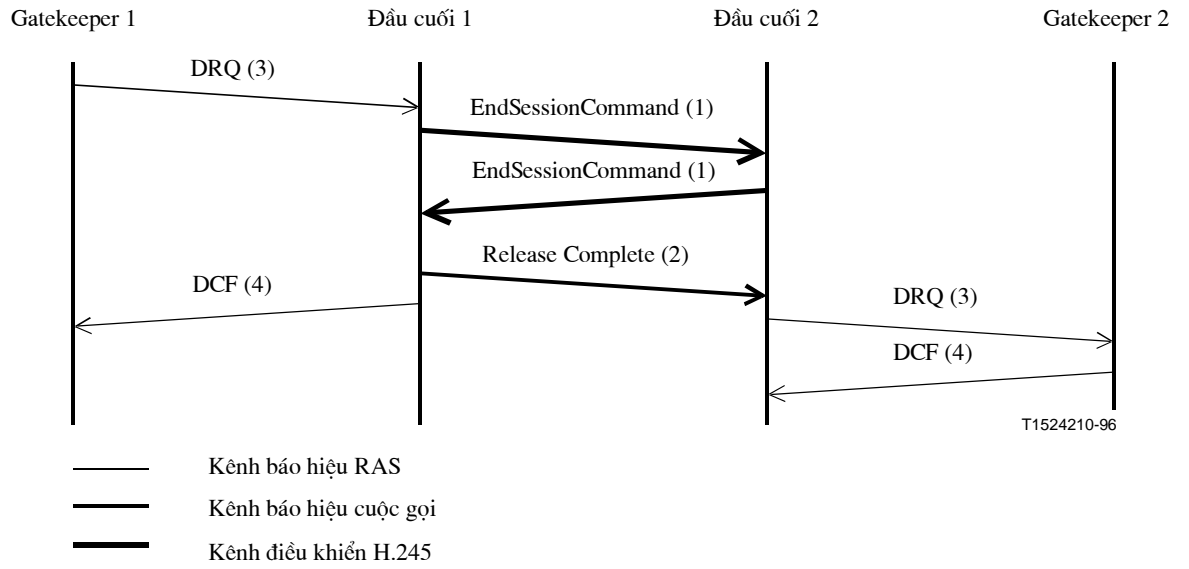 Gatekeeper 1
Đầu cuối 1
Đầu cuối 2
Gatekeeper 2
DRQ (3)
EndSessionCommand (1)
EndSessionCommand (1)
Release Complete (2)
DCF (4)
DRQ (3)
DCF (4)
T1524210-96
Kênh báo hiệu RAS
Kênh báo hiệu cuộc gọi
Kênh điều khiển H.245